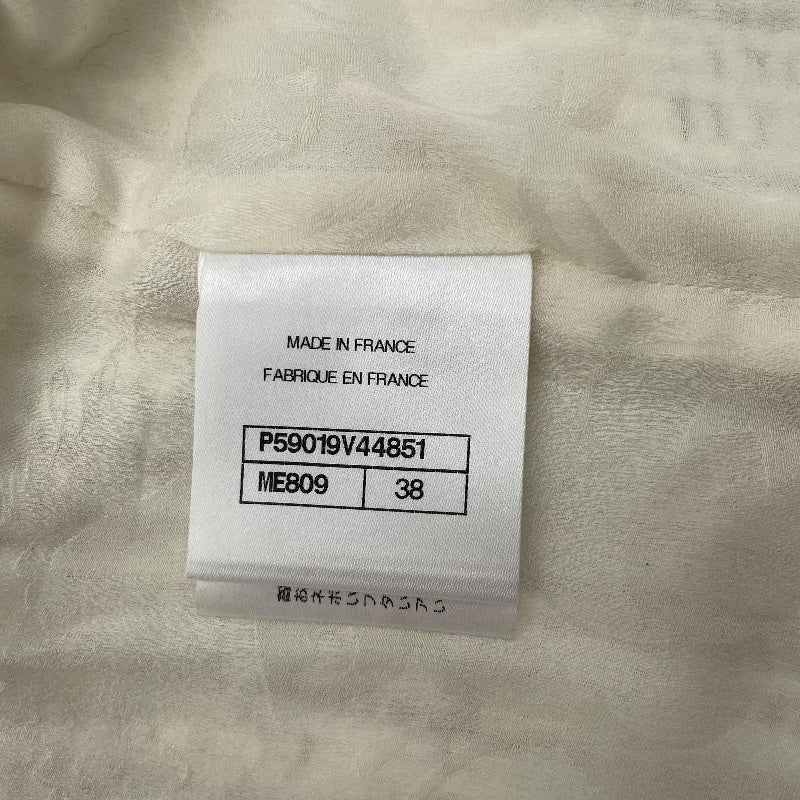 MADE IN FRANCE
FABRIQUE EN FRANCE
P59019V44851
ME809 38